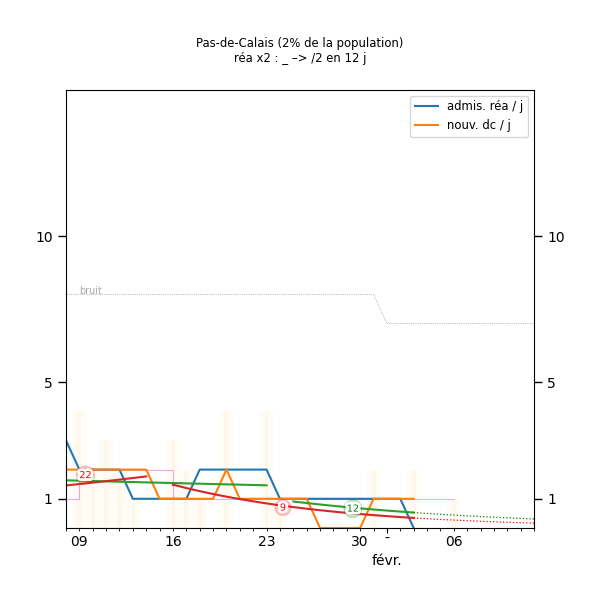 Pas-de-Calais (2% de la population)
réa x2 : _ –> /2 en 12 j
admis. réa / j
nouv. dc / j
10
10
bruit
5
5
22
9
12
1
1
09
16
23
30
-
06
févr.